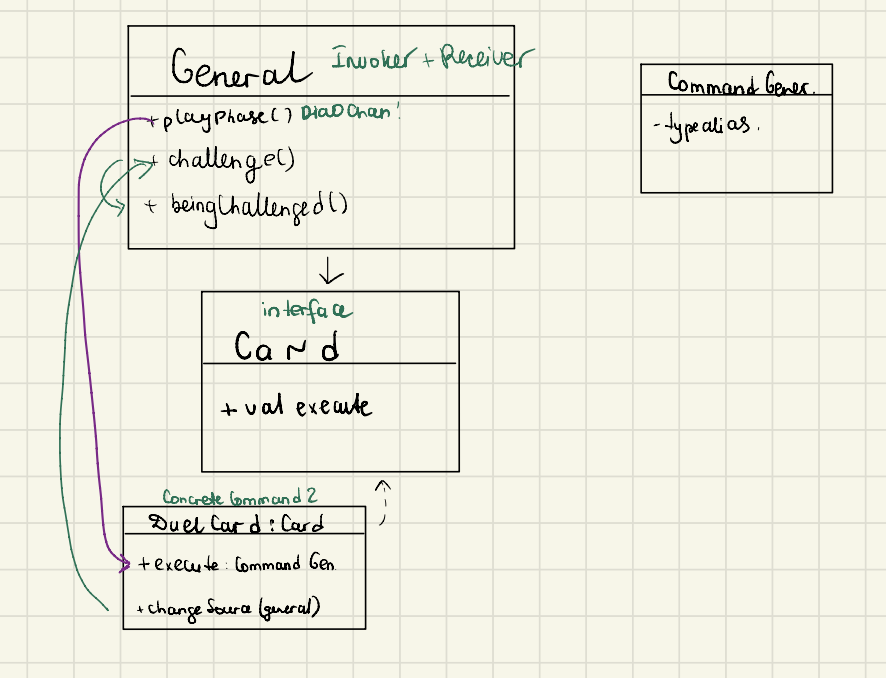 General Invoker + Receiver
+ playPhase() DiaoChan!
+ challenge()
+ beingChallenged()
Command Gener.
- typealias.
interface
Card
+ val execute
Concrete Command 2
Duel Card : Card
+ execute : Command Gen
+ change Source (general)